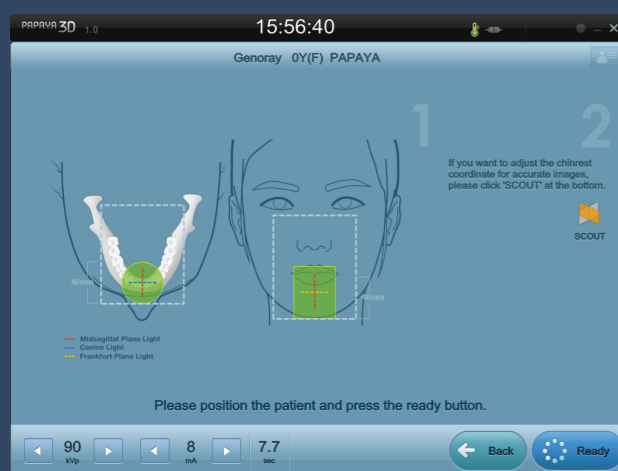 PAPAYA 3D 1.0
15:56:40
Genoray 0Y(F) PAPAYA
1
2
If you want to adjust the chinrest
coordinate for accurate images,
please click 'SCOUT' at the bottom.
SCOUT
40mm
40mm
Midsagittal Plane Light
Canine Light
Frankfort Plane Light
Please position the patient and press the ready button.
90
kVp
8
mA
7.7
sec
Back
Ready